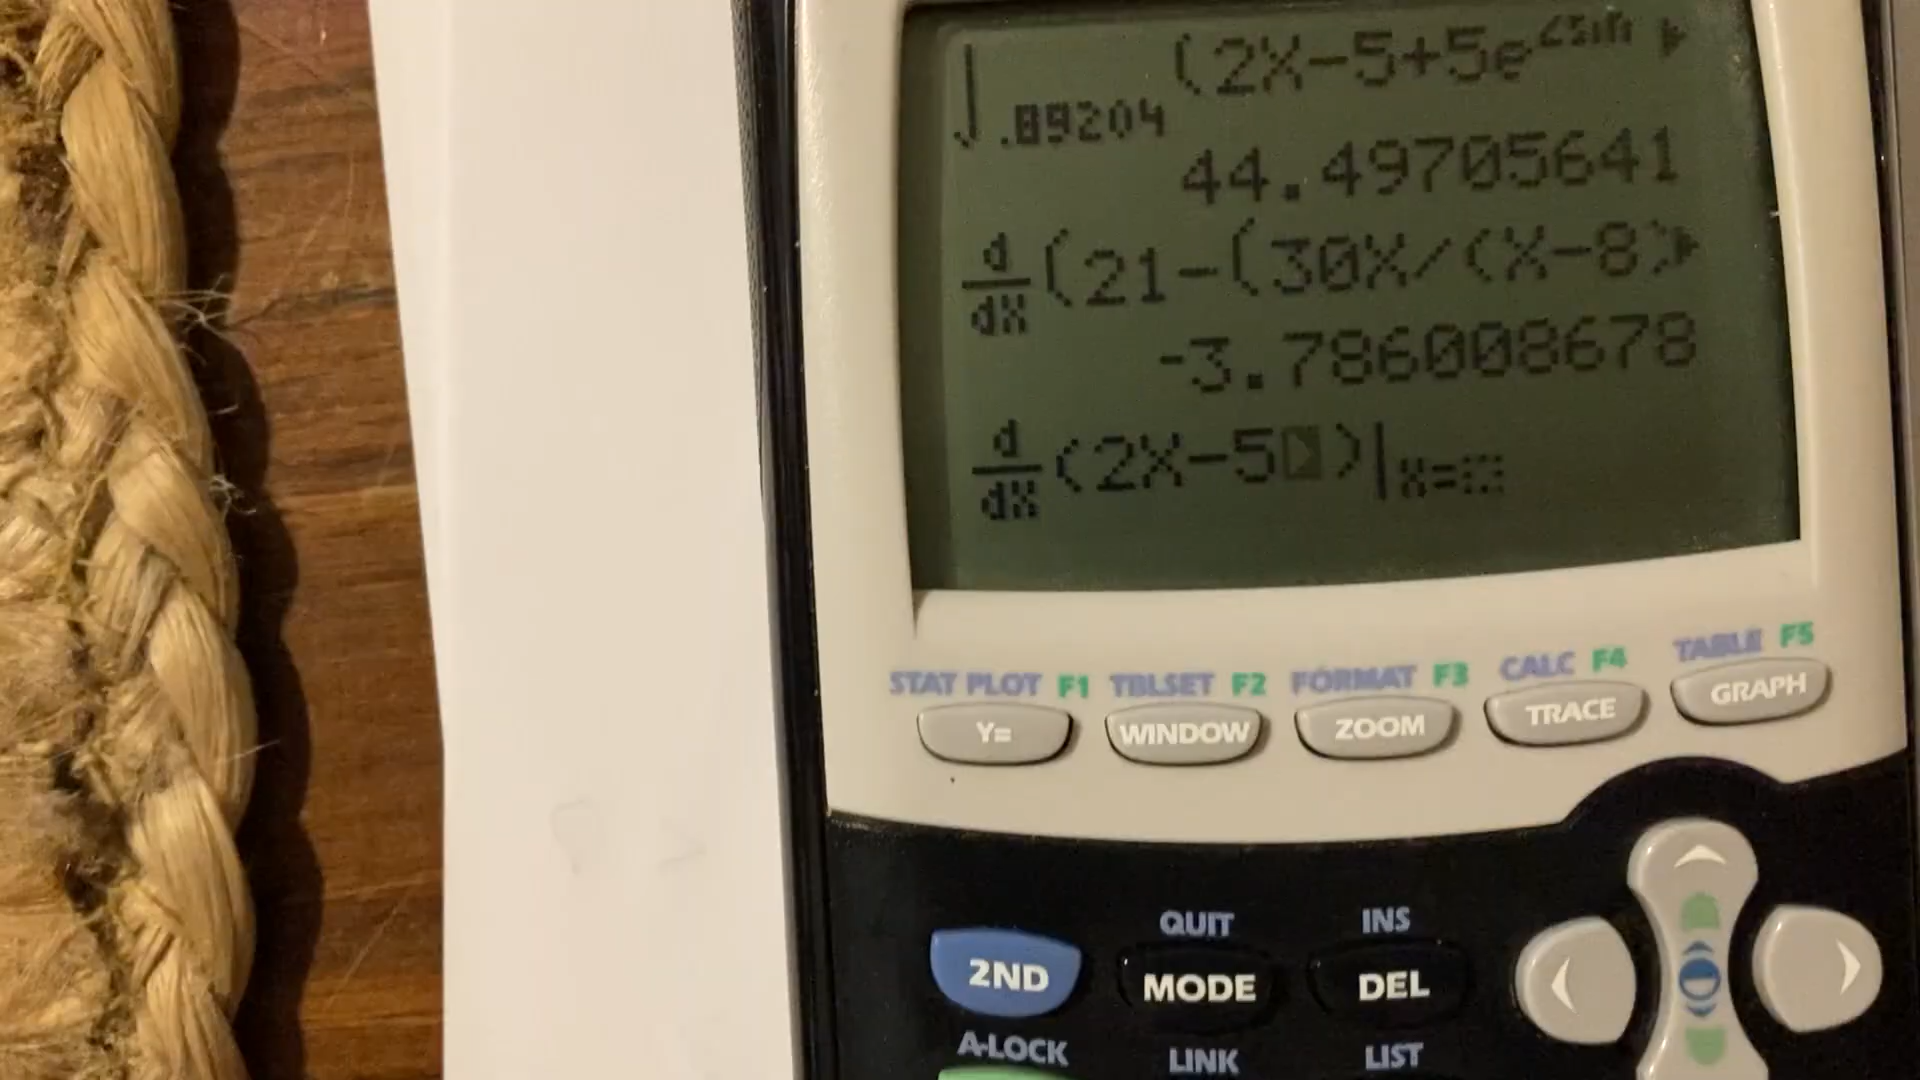 ∫ (2X-5+5e^2sin
.89204
44.49705641
d/dX(21-(30X/(X-8)
-3.786008678
d/dX(2X-5)|X=
STAT PLOT F1 TBLSET F2 FORMAT F3 CALC F4 TABLE F5
Y= WINDOW ZOOM TRACE GRAPH
QUIT INS
2ND MODE DEL
A-LOCK LINK LIST